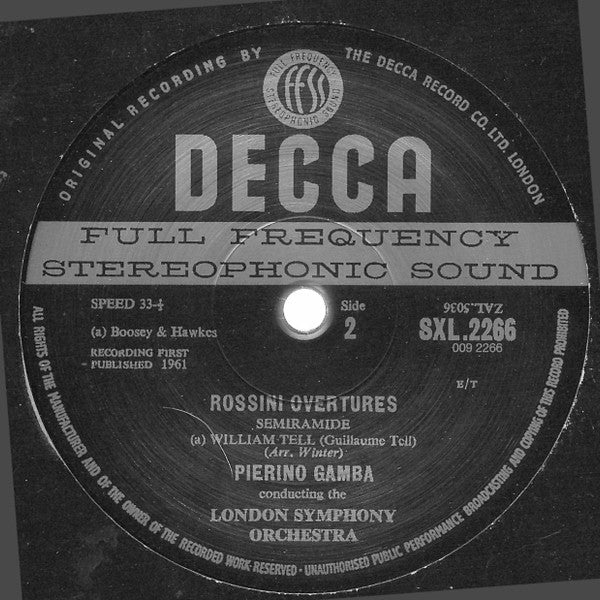 ORIGINAL RECORDING BY THE DECCA RECORD CO. LTD. LONDON
FULL FREQUENCY STEREOPHONIC SOUND
FFSS
DECCA
FULL FREQUENCY
STEREOPHONIC SOUND
SPEED 33-⅓
Side
2
ZAL.5036
SXL.2266
009 2266
(a) Boosey & Hawkes
RECORDING FIRST
PUBLISHED 1961
E/T
ROSSINI OVERTURES
SEMIRAMIDE
(a) WILLIAM TELL (Guillaume Tell)
(Arr. Winter)
PIERINO GAMBA
conducting the
LONDON SYMPHONY
ORCHESTRA
ALL RIGHTS OF THE MANUFACTURER AND OF THE OWNER OF THE RECORDED WORK RESERVED · UNAUTHORISED PUBLIC PERFORMANCE BROADCASTING AND COPYING OF THIS RECORD PROHIBITED